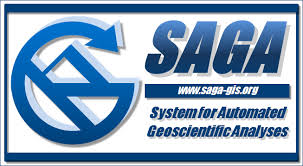 SAGA
www.saga-gis.org
System for Automated
Geoscientific Analyses